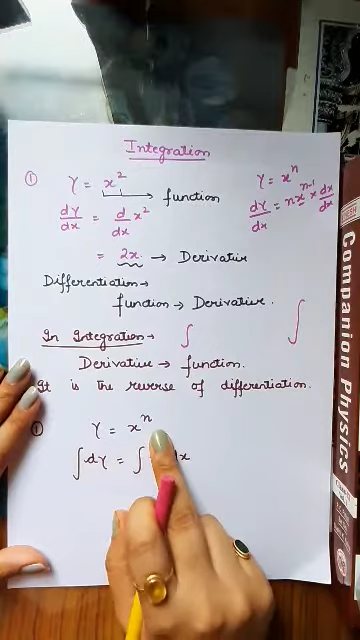 Integration
① Y = x² → function
Y = xⁿ
dY/dx = d/dx x²
dY/dx = nxⁿ⁻¹ × dx/dx
= 2x → Derivative
Differentiation →
function → Derivative.
In Integration → ∫ ∫
Derivative → function.
It is the reverse of differentiation.
① Y = xⁿ
∫dY = ∫ dx
Companion Physics